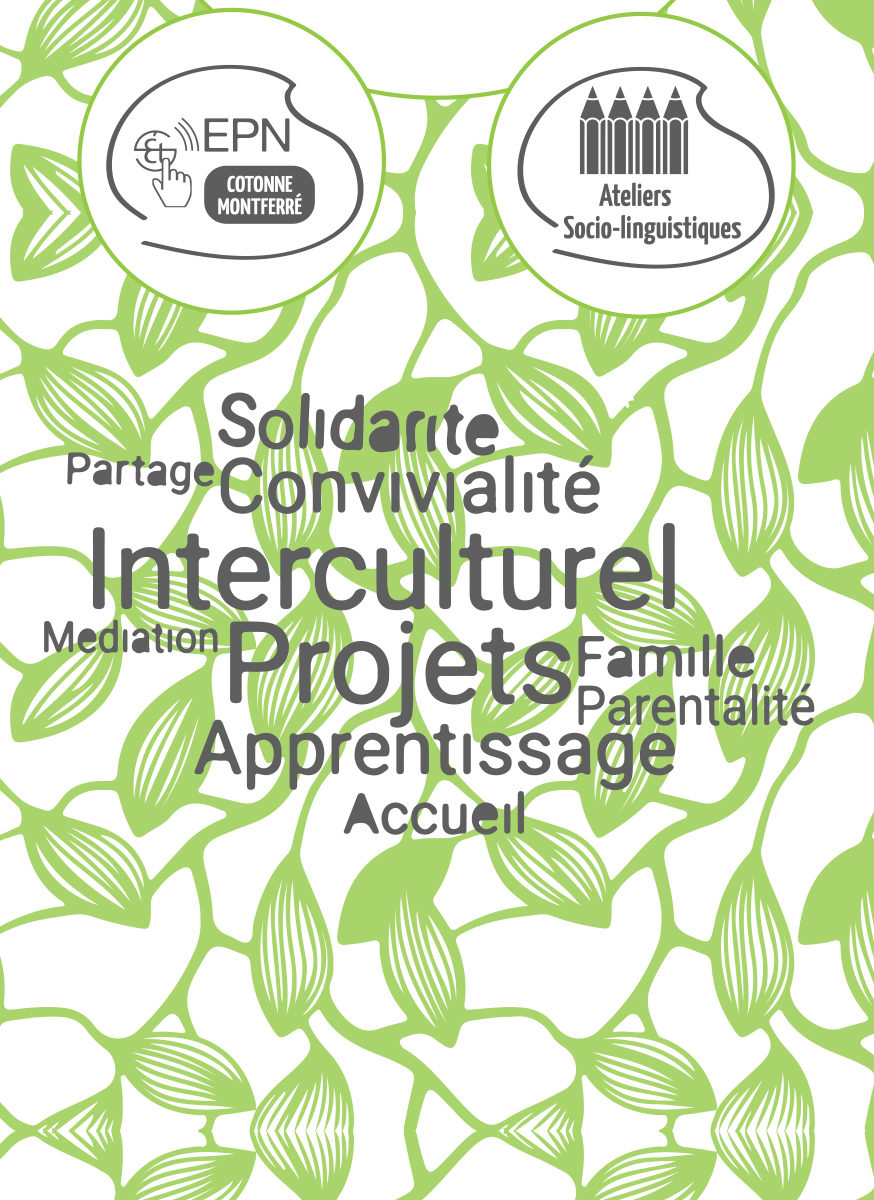 EPN
COTONNE
MONTFERRÉ
Ateliers
Socio-linguistiques
Solidarite
Partage
Convivialité
Interculturel
Mediation
Projets
Famille
Parentalité
Apprentissage
Accueil